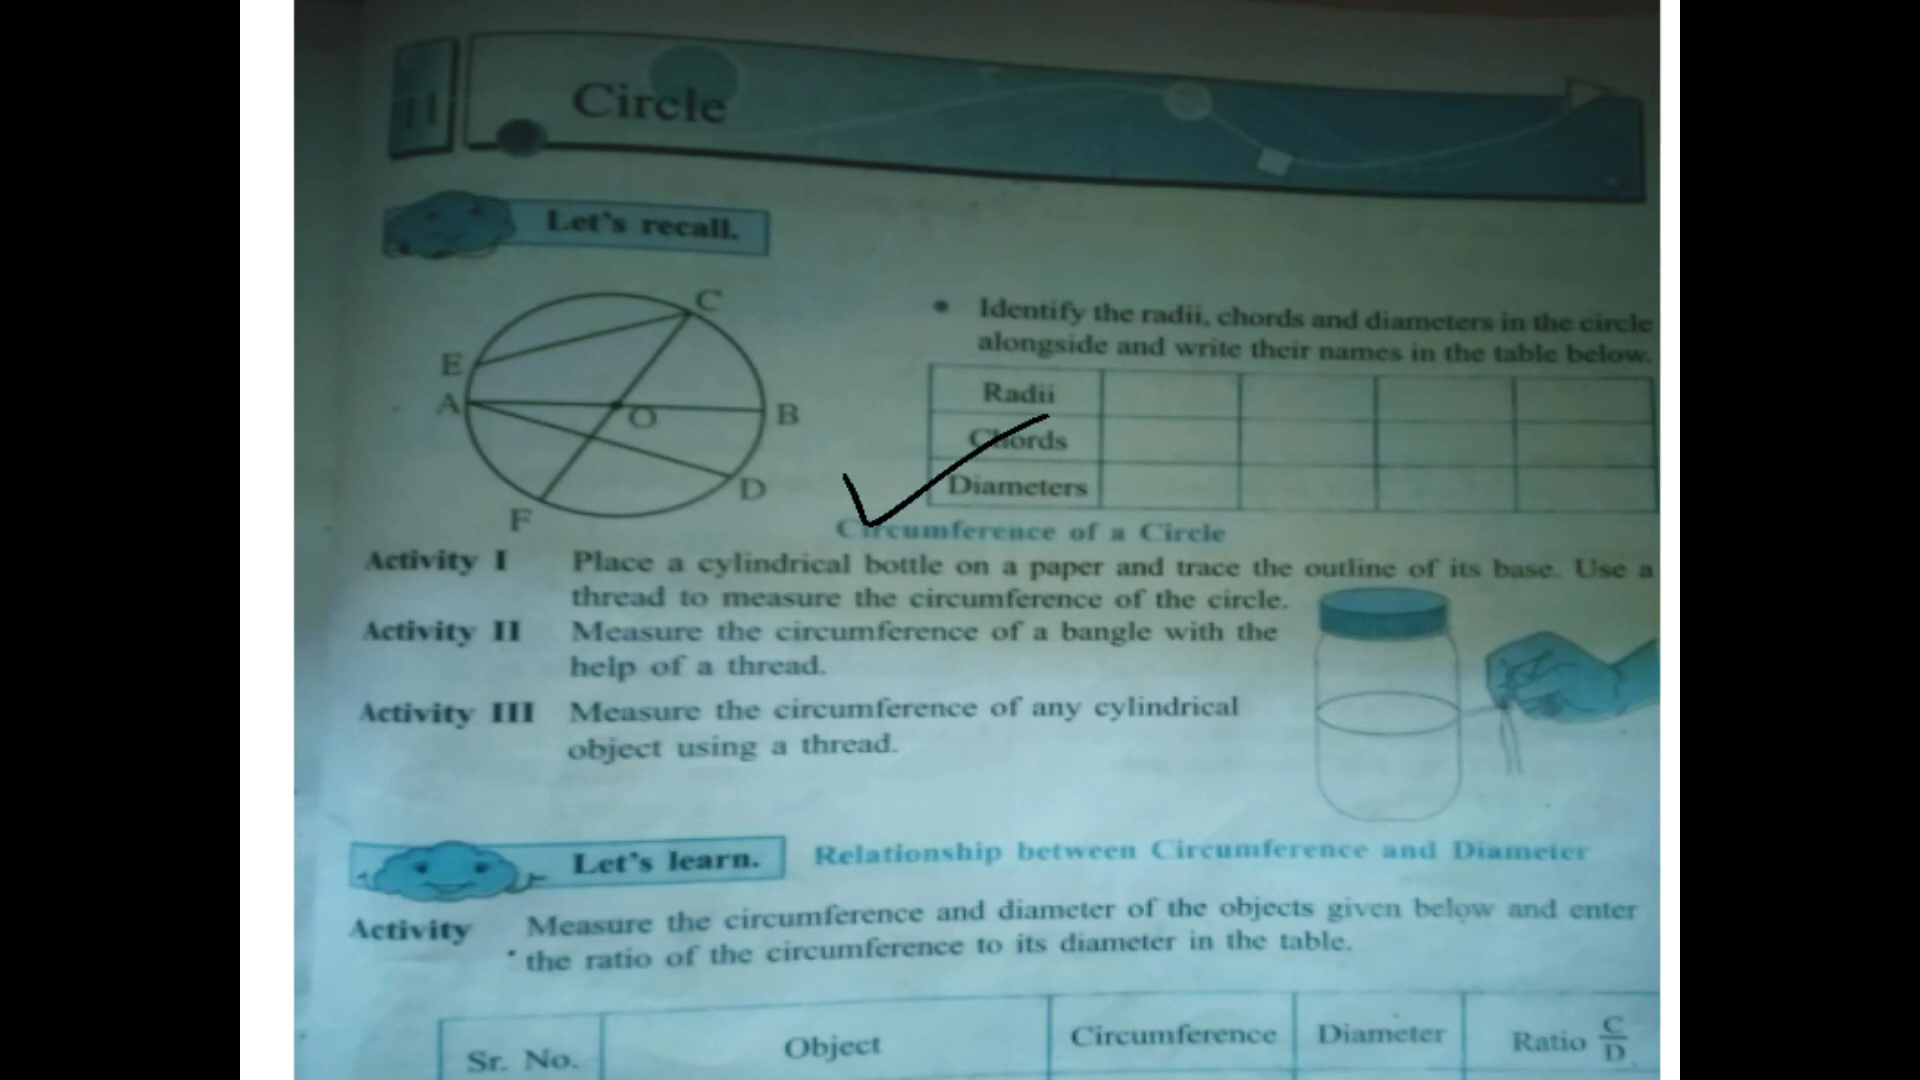 11
Circle
Let's recall.
C
E
A
O
B
D
F
• Identify the radii, chords and diameters in the circle
alongside and write their names in the table below.
Radii
Chords
Diameters
Circumference of a Circle
Activity I Place a cylindrical bottle on a paper and trace the outline of its base. Use a
thread to measure the circumference of the circle.
Activity II Measure the circumference of a bangle with the
help of a thread.
Activity III Measure the circumference of any cylindrical
object using a thread.
Let's learn. Relationship between Circumference and Diameter
Activity Measure the circumference and diameter of the objects given below and enter
the ratio of the circumference to its diameter in the table.
Sr. No. Object Circumference Diameter Ratio C/D